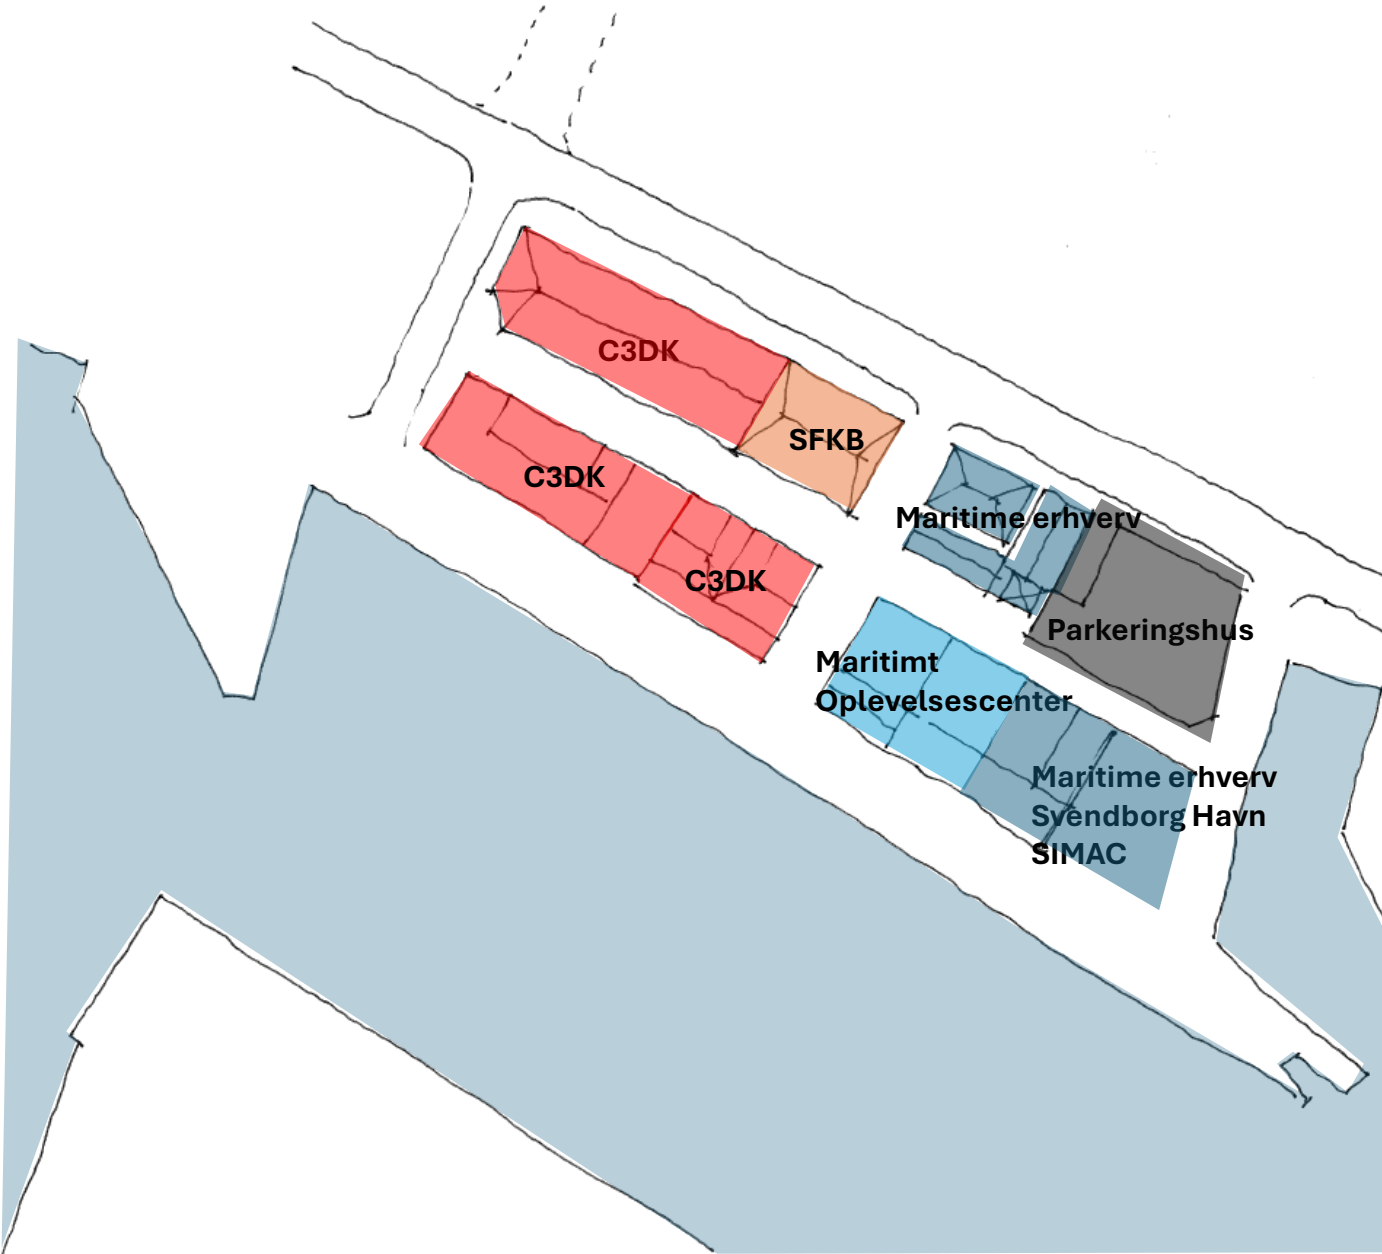 C3DK
SFKB
C3DK
Maritime erhverv
C3DK
Parkeringshus
Maritimt
Oplevelsescenter
Maritime erhverv
Svendborg Havn
SIMAC